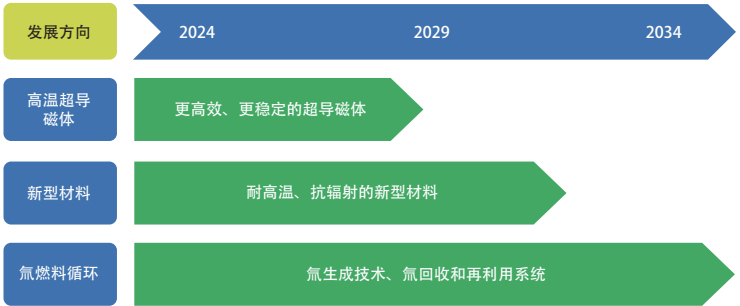 发展方向
2024
2029
2034
高温超导
磁体
更高效、更稳定的超导磁体
新型材料
耐高温、抗辐射的新型材料
氚燃料循环
氚生成技术、氚回收和再利用系统